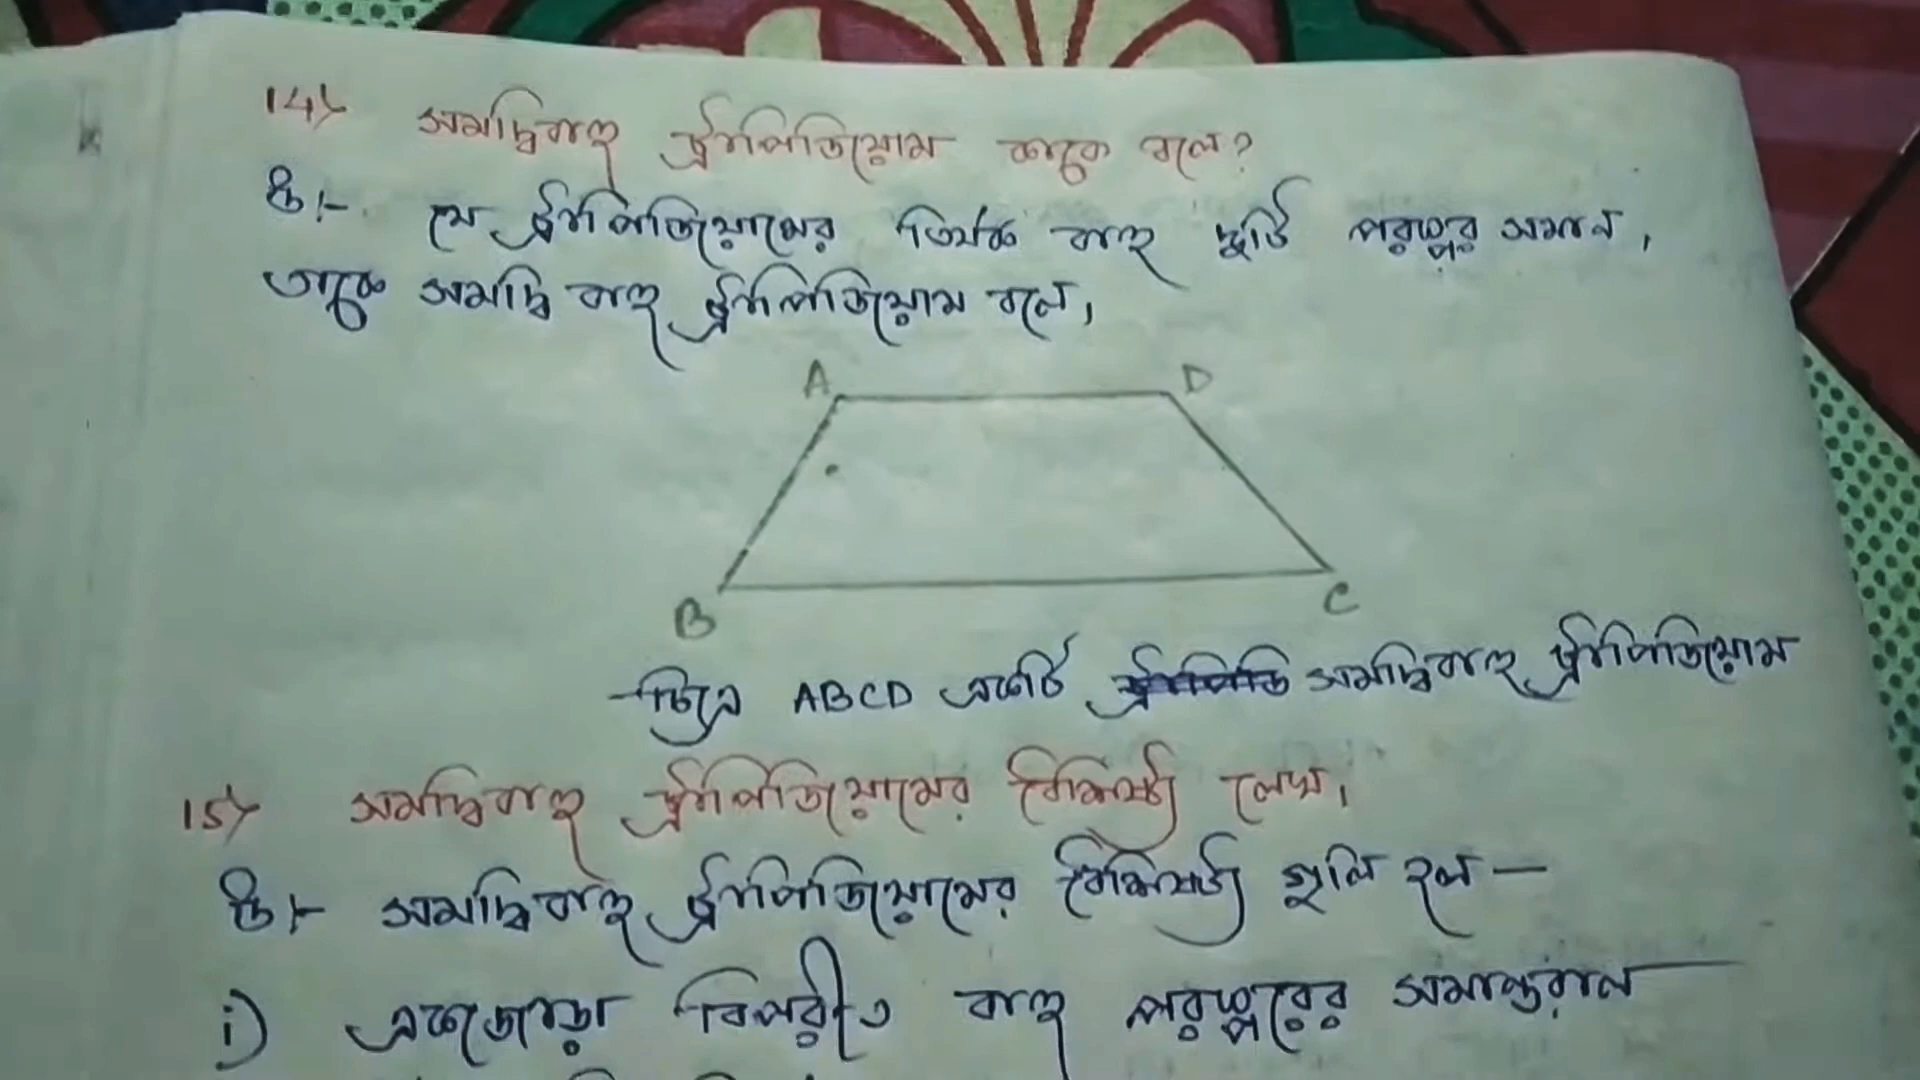 14) সমদ্বিবাহু ট্রাপিজিয়াম কাকে বলে?
উঃ- যে ট্রাপিজিয়ামের তির্যক বাহু দুটি পরস্পর সমান,
তাকে সমদ্বি বাহু ট্রাপিজিয়াম বলে।
A D
B C
চিত্রে ABCD একটি ট্রাপিজি সমদ্বিবাহু ট্রাপিজিয়াম
15) সমদ্বিবাহু ট্রাপিজিয়ামের বৈশিষ্ট্য লেখ।
উঃ- সমদ্বিবাহু ট্রাপিজিয়ামের বৈশিষ্ট্য গুলি হল —
i) একজোড়া বিপরীত বাহু পরস্পরের সমান্তরাল